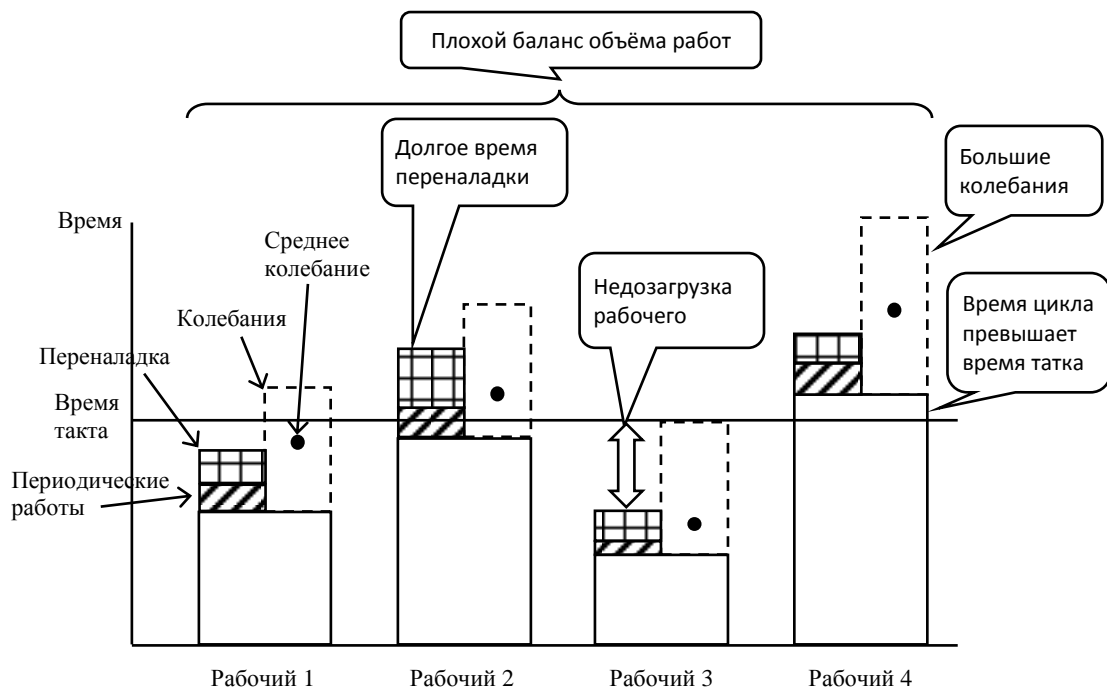 Плохой баланс объёма работ
Долгое время
переналадки
Большие
колебания
Время
Среднее
колебание
Недозагрузка
рабочего
Колебания
Время цикла
превышает
время татка
Переналадка
Время
такта
Периодические
работы
Рабочий 1
Рабочий 2
Рабочий 3
Рабочий 4